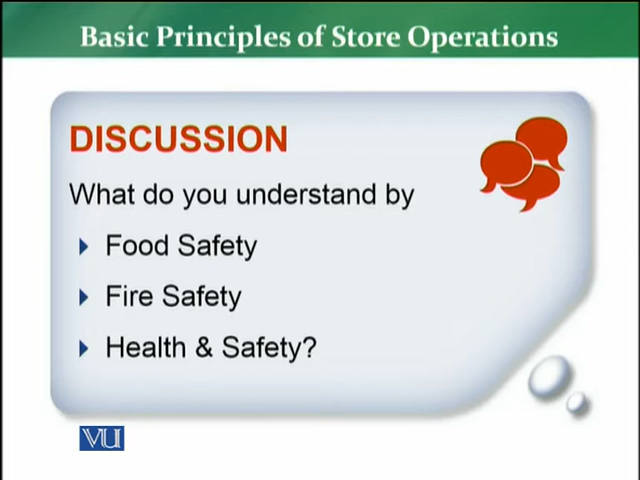 Basic Principles of Store Operations
DISCUSSION
What do you understand by
Food Safety
Fire Safety
Health & Safety?
VU